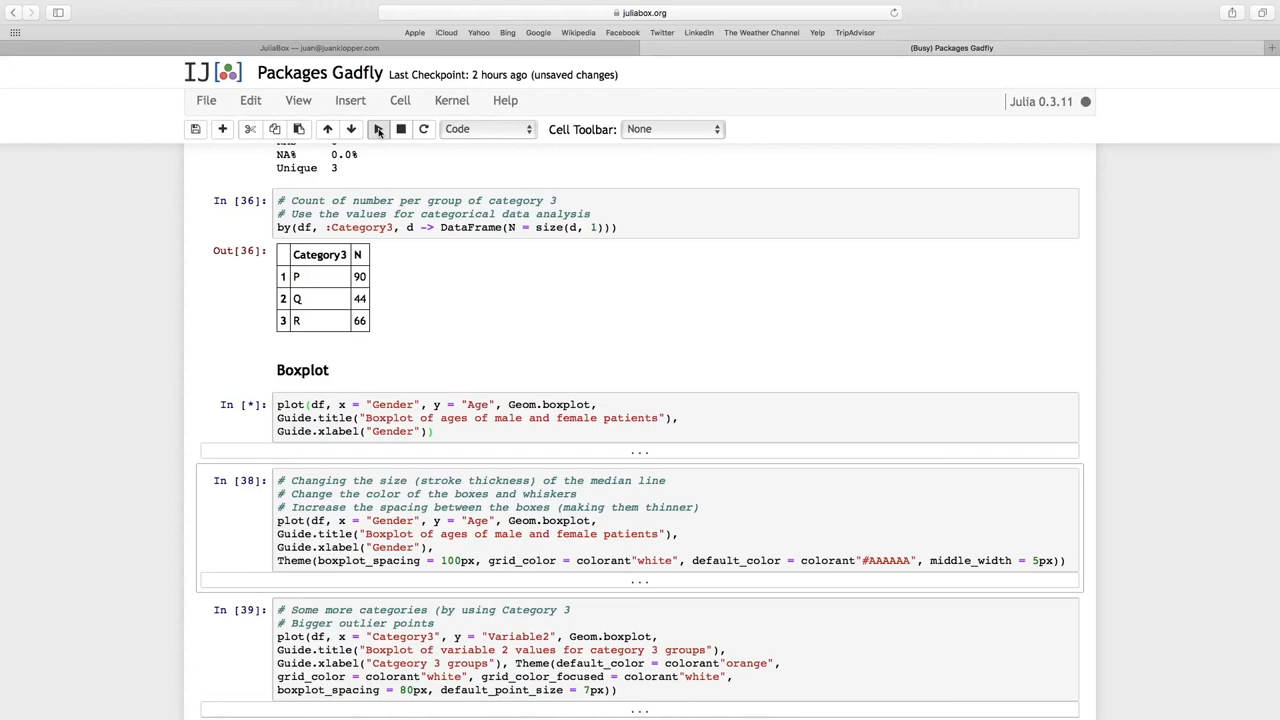 juliabox.org
Apple iCloud Yahoo Bing Google Wikipedia Facebook Twitter LinkedIn The Weather Channel Yelp TripAdvisor
JuliaBox — juan@juanklopper.com (Busy) Packages Gadfly
IJ[ ] Packages Gadfly Last Checkpoint: 2 hours ago (unsaved changes)
File Edit View Insert Cell Kernel Help Julia 0.3.11
Code Cell Toolbar: None
NA% 0.0%
Unique 3
In [36]: # Count of number per group of category 3
# Use the values for categorical data analysis
by(df, :Category3, d -> DataFrame(N = size(d, 1)))
Out[36]: Category3 N
1 P 90
2 Q 44
3 R 66
Boxplot
In [*]: plot(df, x = "Gender", y = "Age", Geom.boxplot,
Guide.title("Boxplot of ages of male and female patients"),
Guide.xlabel("Gender"))
...
In [38]: # Changing the size (stroke thickness) of the median line
# Change the color of the boxes and whiskers
# Increase the spacing between the boxes (making them thinner)
plot(df, x = "Gender", y = "Age", Geom.boxplot,
Guide.title("Boxplot of ages of male and female patients"),
Guide.xlabel("Gender"),
Theme(boxplot_spacing = 100px, grid_color = colorant"white", default_color = colorant"#AAAAAA", middle_width = 5px))
...
In [39]: # Some more categories (by using Category 3
# Bigger outlier points
plot(df, x = "Category3", y = "Variable2", Geom.boxplot,
Guide.title("Boxplot of variable 2 values for category 3 groups"),
Guide.xlabel("Catgeory 3 groups"), Theme(default_color = colorant"orange",
grid_color = colorant"white", grid_color_focused = colorant"white",
boxplot_spacing = 80px, default_point_size = 7px))
...